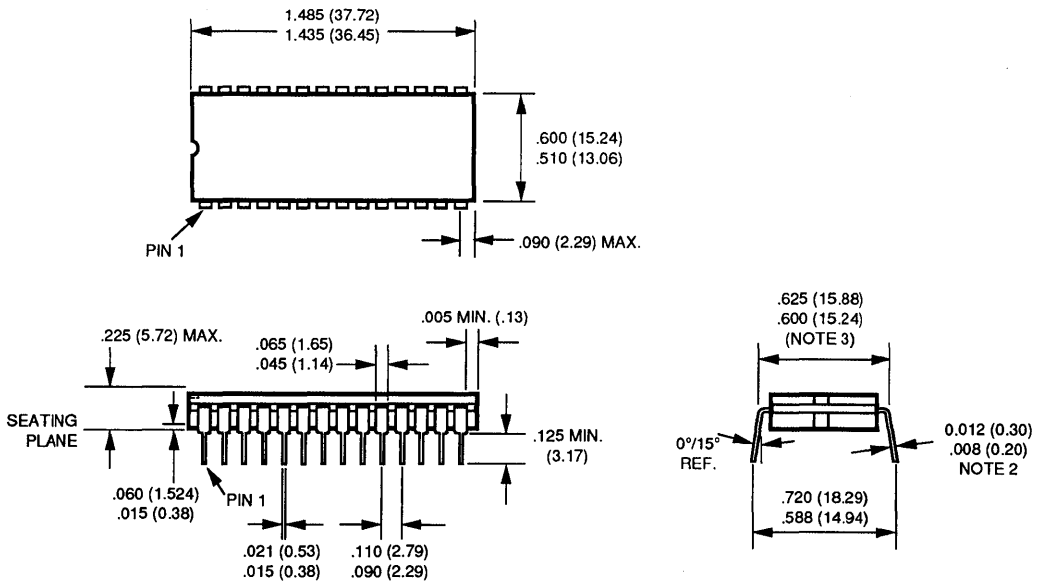 1.485 (37.72)
1.435 (36.45)
.600 (15.24)
.510 (13.06)
PIN 1
.090 (2.29) MAX.
.225 (5.72) MAX.
.065 (1.65)
.045 (1.14)
.005 MIN. (.13)
.625 (15.88)
.600 (15.24)
(NOTE 3)
SEATING
PLANE
.125 MIN.
(3.17)
0°/15°
REF.
0.012 (0.30)
.008 (0.20)
NOTE 2
.060 (1.524)
.015 (0.38)
PIN 1
.021 (0.53)
.015 (0.38)
.110 (2.79)
.090 (2.29)
.720 (18.29)
.588 (14.94)